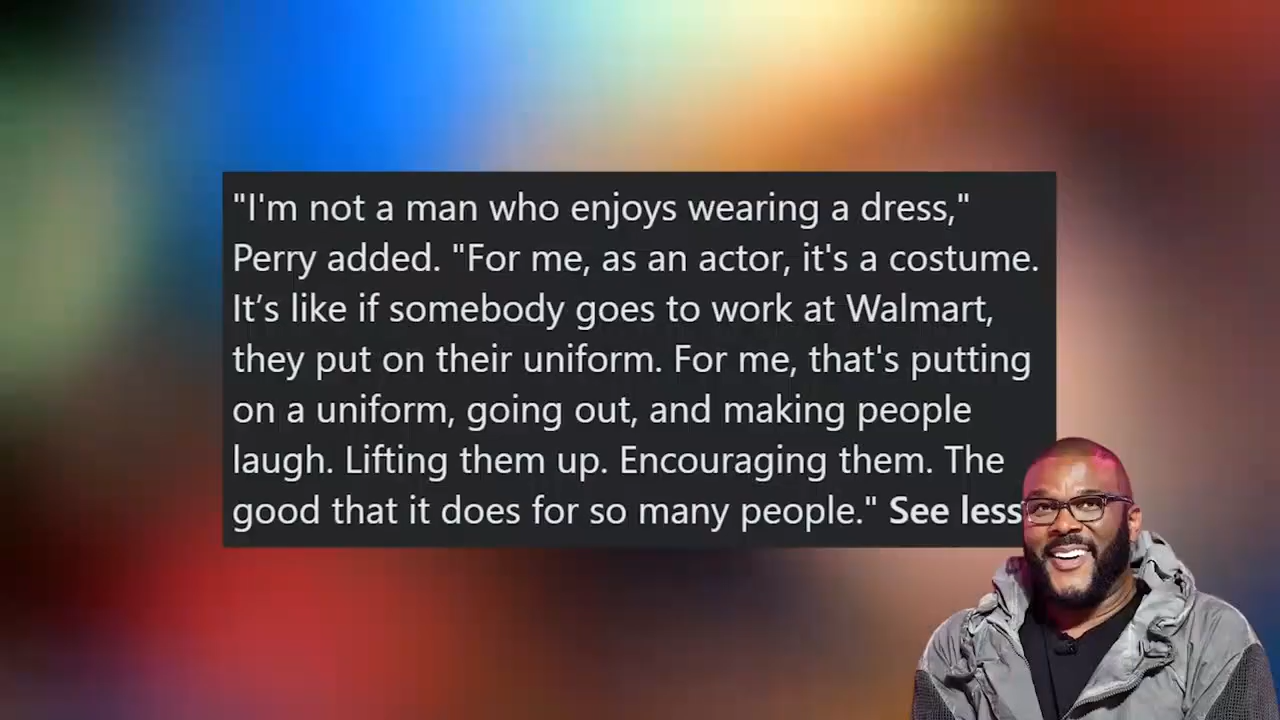 "I'm not a man who enjoys wearing a dress,"
Perry added. "For me, as an actor, it's a costume.
It’s like if somebody goes to work at Walmart,
they put on their uniform. For me, that's putting
on a uniform, going out, and making people
laugh. Lifting them up. Encouraging them. The
good that it does for so many people." See less